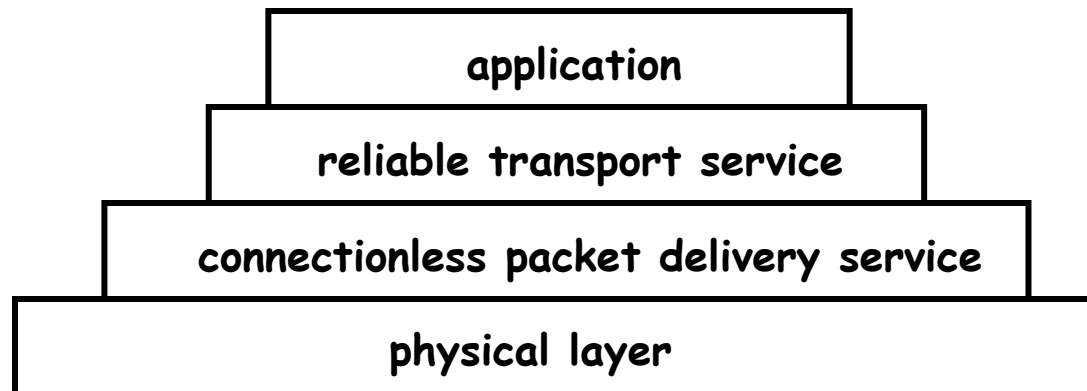 application
reliable transport service
connectionless packet delivery service
physical layer